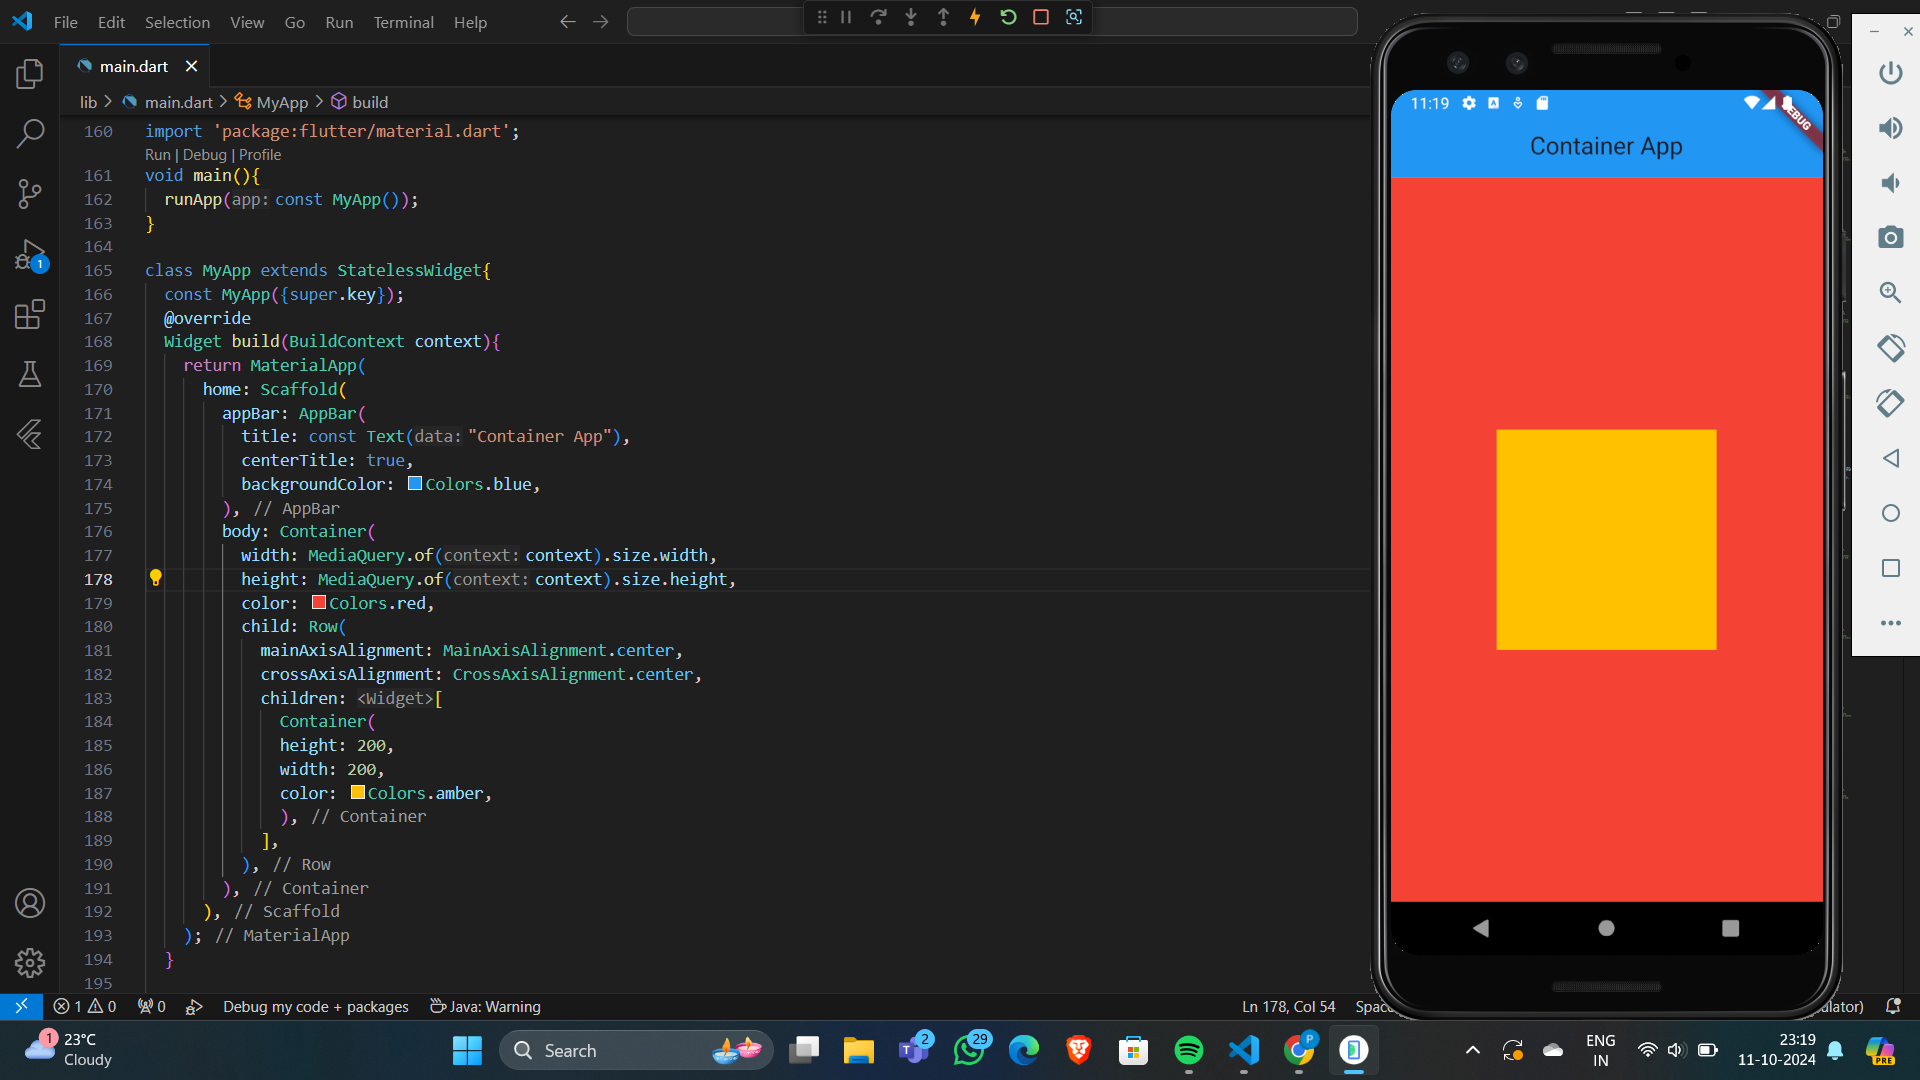 File Edit Selection View Go Run Terminal Help
main.dart
lib > main.dart > MyApp > build
160 import 'package:flutter/material.dart';
Run | Debug | Profile
161 void main(){
162 runApp(app: const MyApp());
163 }
164
165 class MyApp extends StatelessWidget{
166 const MyApp({super.key});
167 @override
168 Widget build(BuildContext context){
169 return MaterialApp(
170 home: Scaffold(
171 appBar: AppBar(
172 title: const Text(data: "Container App"),
173 centerTitle: true,
174 backgroundColor: Colors.blue,
175 ), // AppBar
176 body: Container(
177 width: MediaQuery.of(context: context).size.width,
178 height: MediaQuery.of(context: context).size.height,
179 color: Colors.red,
180 child: Row(
181 mainAxisAlignment: MainAxisAlignment.center,
182 crossAxisAlignment: CrossAxisAlignment.center,
183 children: <Widget>[
184 Container(
185 height: 200,
186 width: 200,
187 color: Colors.amber,
188 ), // Container
189 ],
190 ), // Row
191 ), // Container
192 ), // Scaffold
193 ); // MaterialApp
194 }
195
11:19
Container App
1 0 0 Debug my code + packages Java: Warning Ln 178, Col 54
1
23°C
Cloudy
Search
2
29
P
ENG
IN
23:19
11-10-2024
PRE